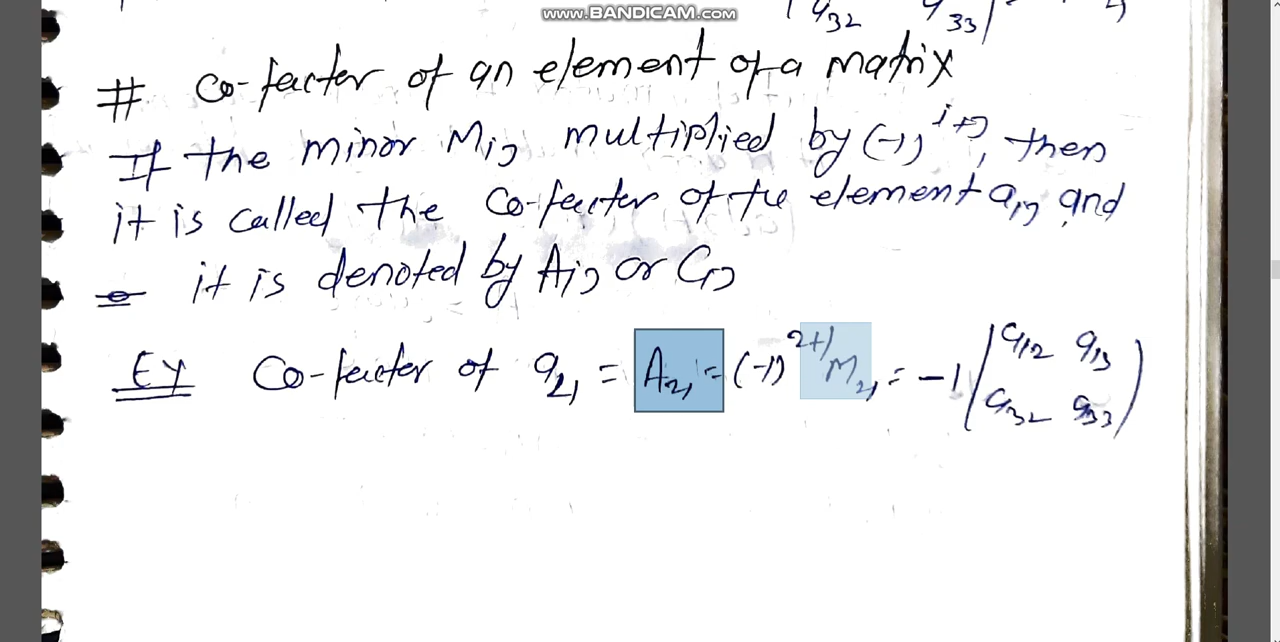 www.BANDICAM.com
a32 a33
# Co-factor of an element of a matrix
If the minor Mij multiplied by (-1)^i+j, then
it is called the Co-factor of the element aij and
it is denoted by Aij or Cij
Ex Co-factor of a21 = A21 = (-1)^2+1 M21 = -1 |a12 a13
a32 a33|